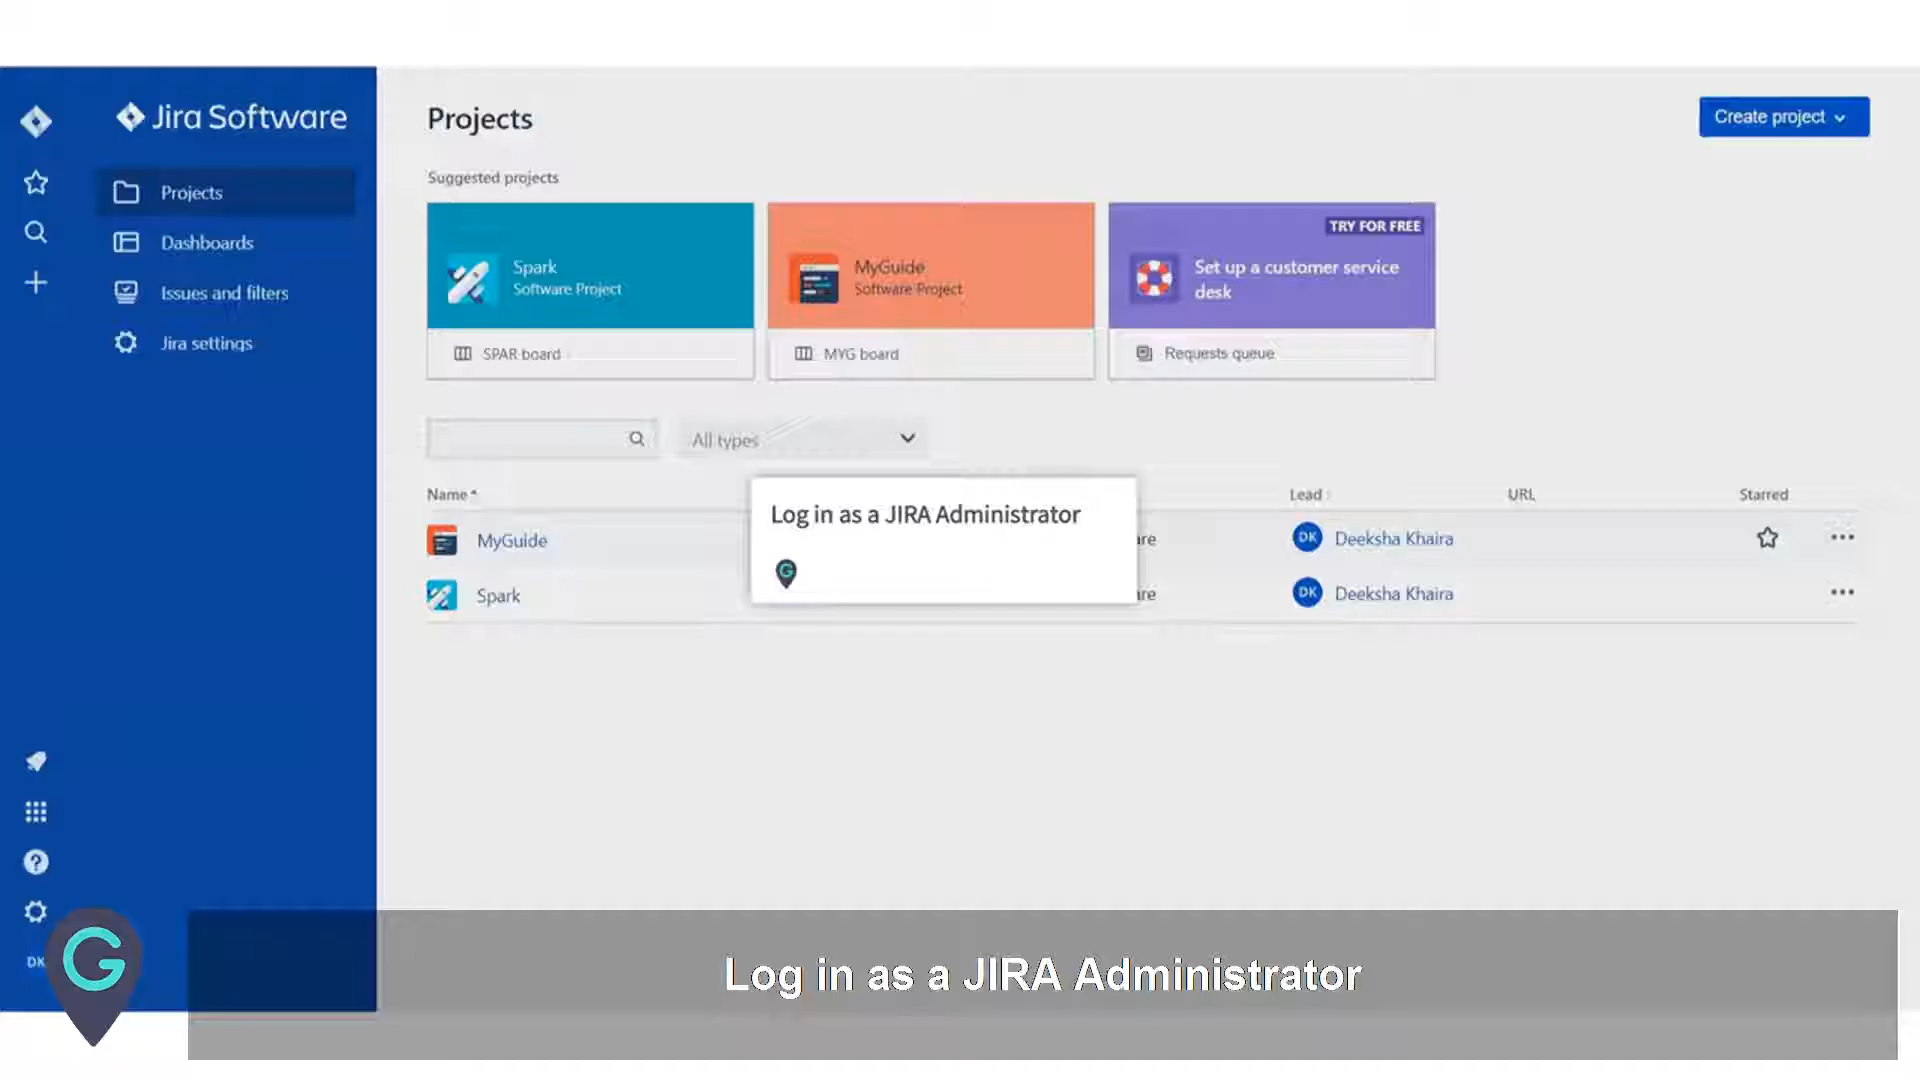 Jira Software
Projects
Dashboards
Issues and filters
Jira settings
DK
Projects
Create project
Suggested projects
Spark
Software Project
SPAR board
MyGuide
Software Project
MYG board
TRY FOR FREE
Set up a customer service
desk
Requests queue
All types
Name
Lead
URL
Starred
MyGuide
DK
Deeksha Khaira
Spark
DK
Deeksha Khaira
Log in as a JIRA Administrator
G
G
Log in as a JIRA Administrator